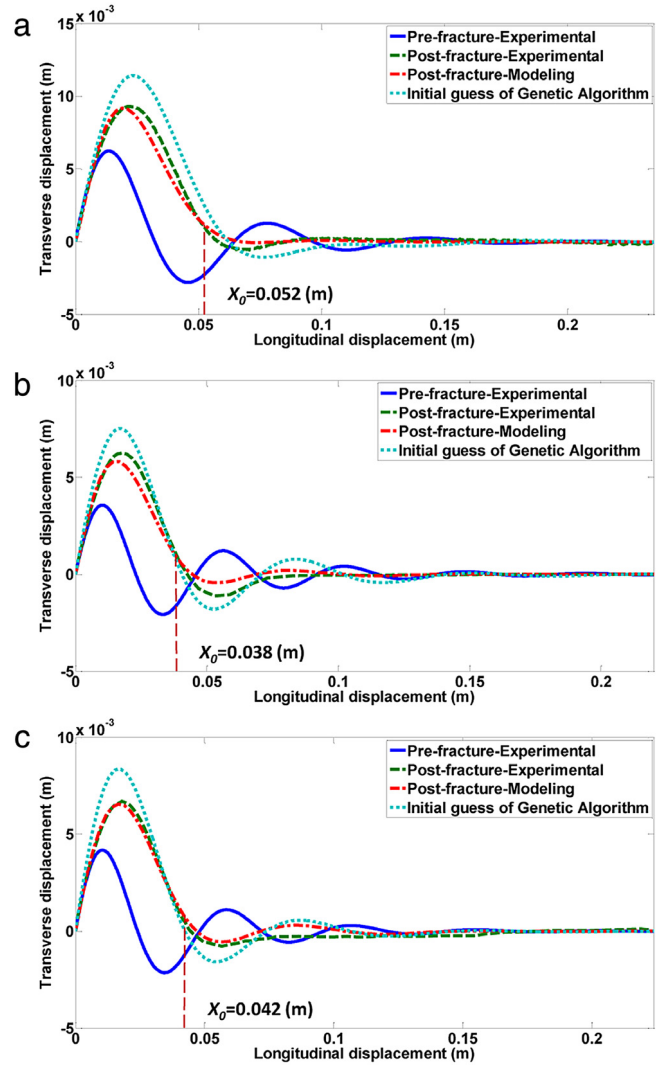 a
15 x 10⁻³
10
5
0
-5
Transverse displacement (m)
Pre-fracture-Experimental
Post-fracture-Experimental
Post-fracture-Modeling
Initial guess of Genetic Algorithm
X₀=0.052 (m)
0 0.05 0.1 0.15 0.2
Longitudinal displacement (m)
b
10 x 10⁻³
5
0
-5
Transverse displacement (m)
Pre-fracture-Experimental
Post-fracture-Experimental
Post-fracture-Modeling
Initial guess of Genetic Algorithm
X₀=0.038 (m)
0 0.05 0.1 0.15 0.2
Longitudinal displacement (m)
c
10 x 10⁻³
5
0
-5
Transverse displacement (m)
Pre-fracture-Experimental
Post-fracture-Experimental
Post-fracture-Modeling
Initial guess of Genetic Algorithm
X₀=0.042 (m)
0 0.05 0.1 0.15 0.2
Longitudinal displacement (m)